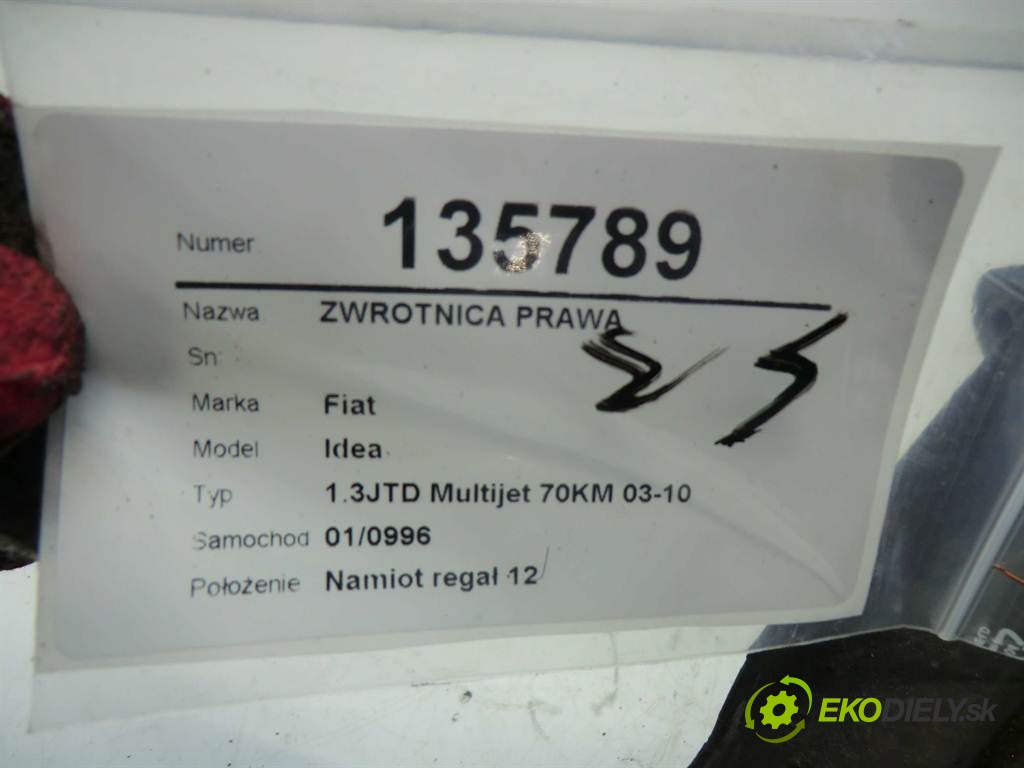 Numer 135789
Nazwa ZWROTNICA PRAWA
Sn:
Marka Fiat
Model Idea
Typ 1.3JTD Multijet 70KM 03-10
Samochod 01/0996
Położenie Namiot regał 12
EKODIELY.sk